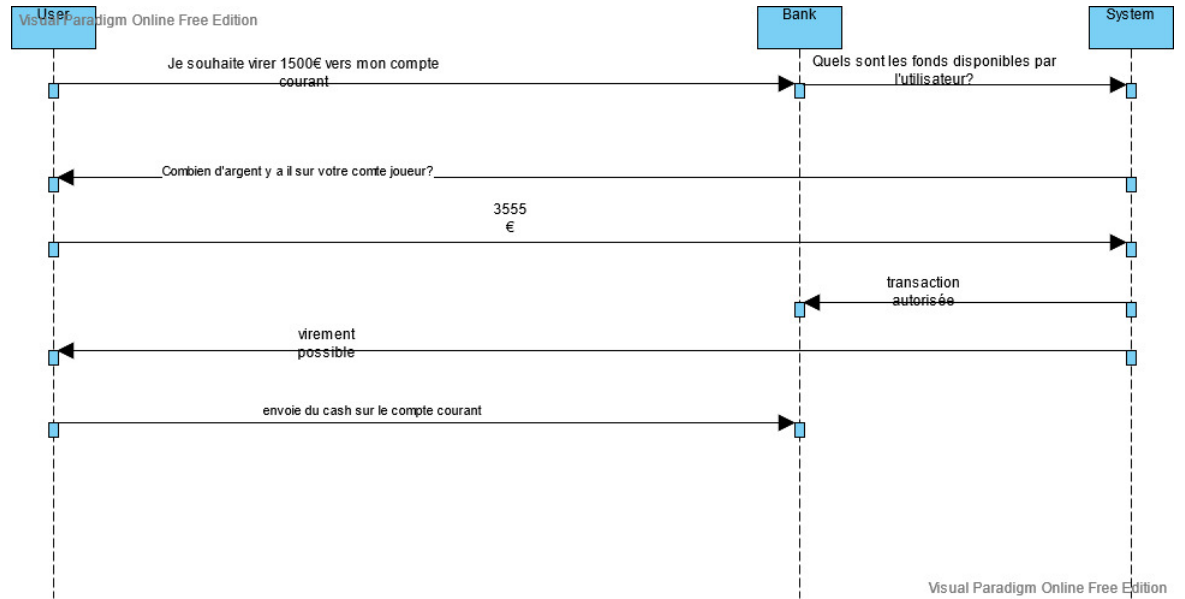 User
Visual Paradigm Online Free Edition
Bank
System
Je souhaite virer 1500€ vers mon compte
courant
Quels sont les fonds disponibles par
l'utilisateur?
Combien d'argent y a il sur votre comte joueur?
3555
€
transaction
autorisée
virement
possible
envoie du cash sur le compte courant
Visual Paradigm Online Free Edition